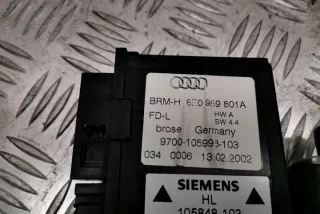 BRM-H 8E0 959 801A
FD-L HW A
SW 4.4
brose Germany
9700-105996-103
034 0006 13.02.2002
SIEMENS
HL
105848-103